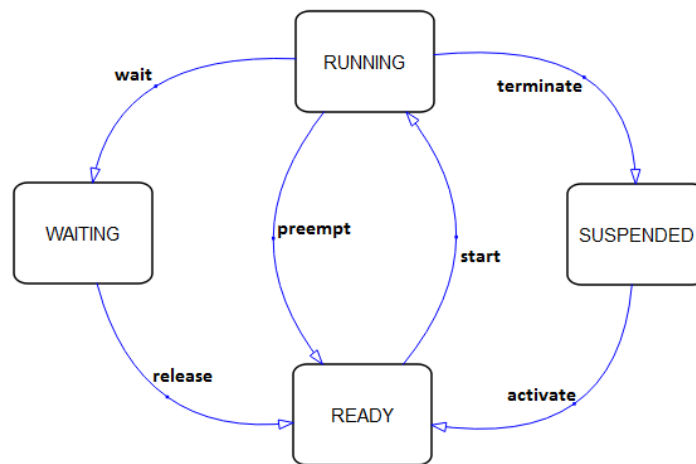 RUNNING
wait
terminate
WAITING
preempt
start
SUSPENDED
release
READY
activate